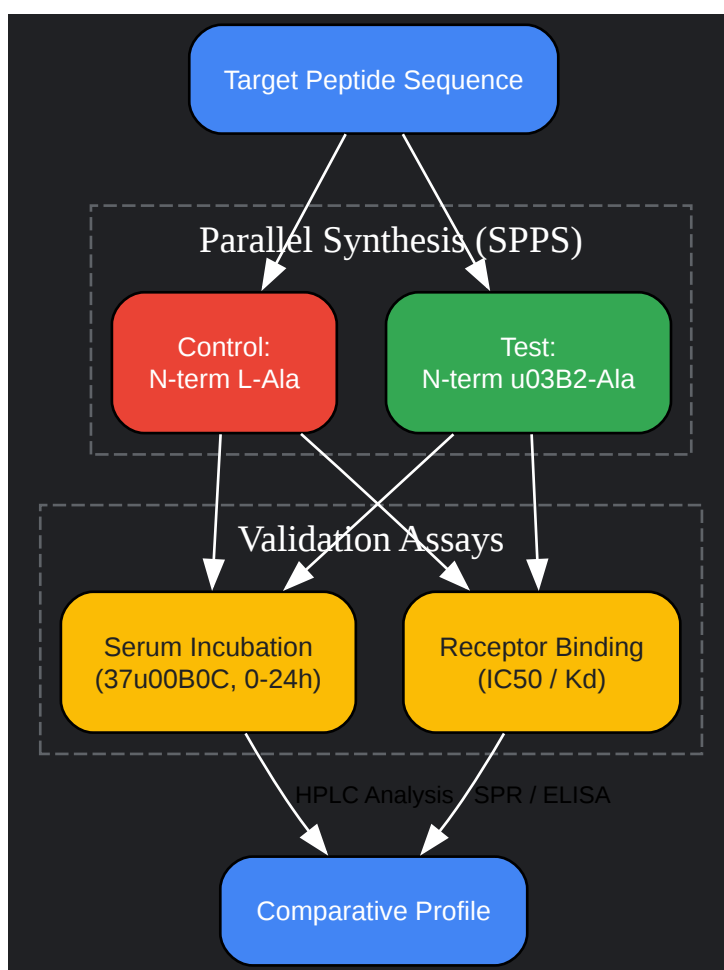 Target Peptide Sequence
Parallel Synthesis (SPPS)
Control:
N-term L-Ala
Test:
N-term u03B2-Ala
Validation Assays
Serum Incubation
(37u00B0C, 0-24h)
Receptor Binding
(IC50 / Kd)
HPLC Analysis
SPR / ELISA
Comparative Profile